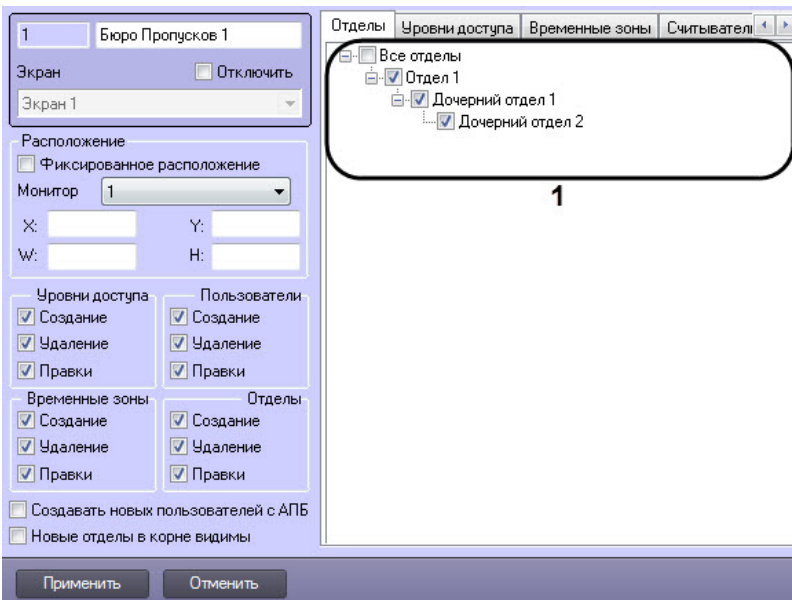 1 Бюро Пропусков 1
Экран Отключить
Экран 1
Расположение
Фиксированное расположение
Монитор 1
X: Y:
W: H:
Уровни доступа
Создание
Удаление
Правки
Пользователи
Создание
Удаление
Правки
Временные зоны
Создание
Удаление
Правки
Отделы
Создание
Удаление
Правки
Создавать новых пользователей с АПБ
Новые отделы в корне видимы
Отделы Уровни доступа Временные зоны
Все отделы
Отдел 1
Дочерний отдел 1
Дочерний отдел 2
1
Применить Отменить